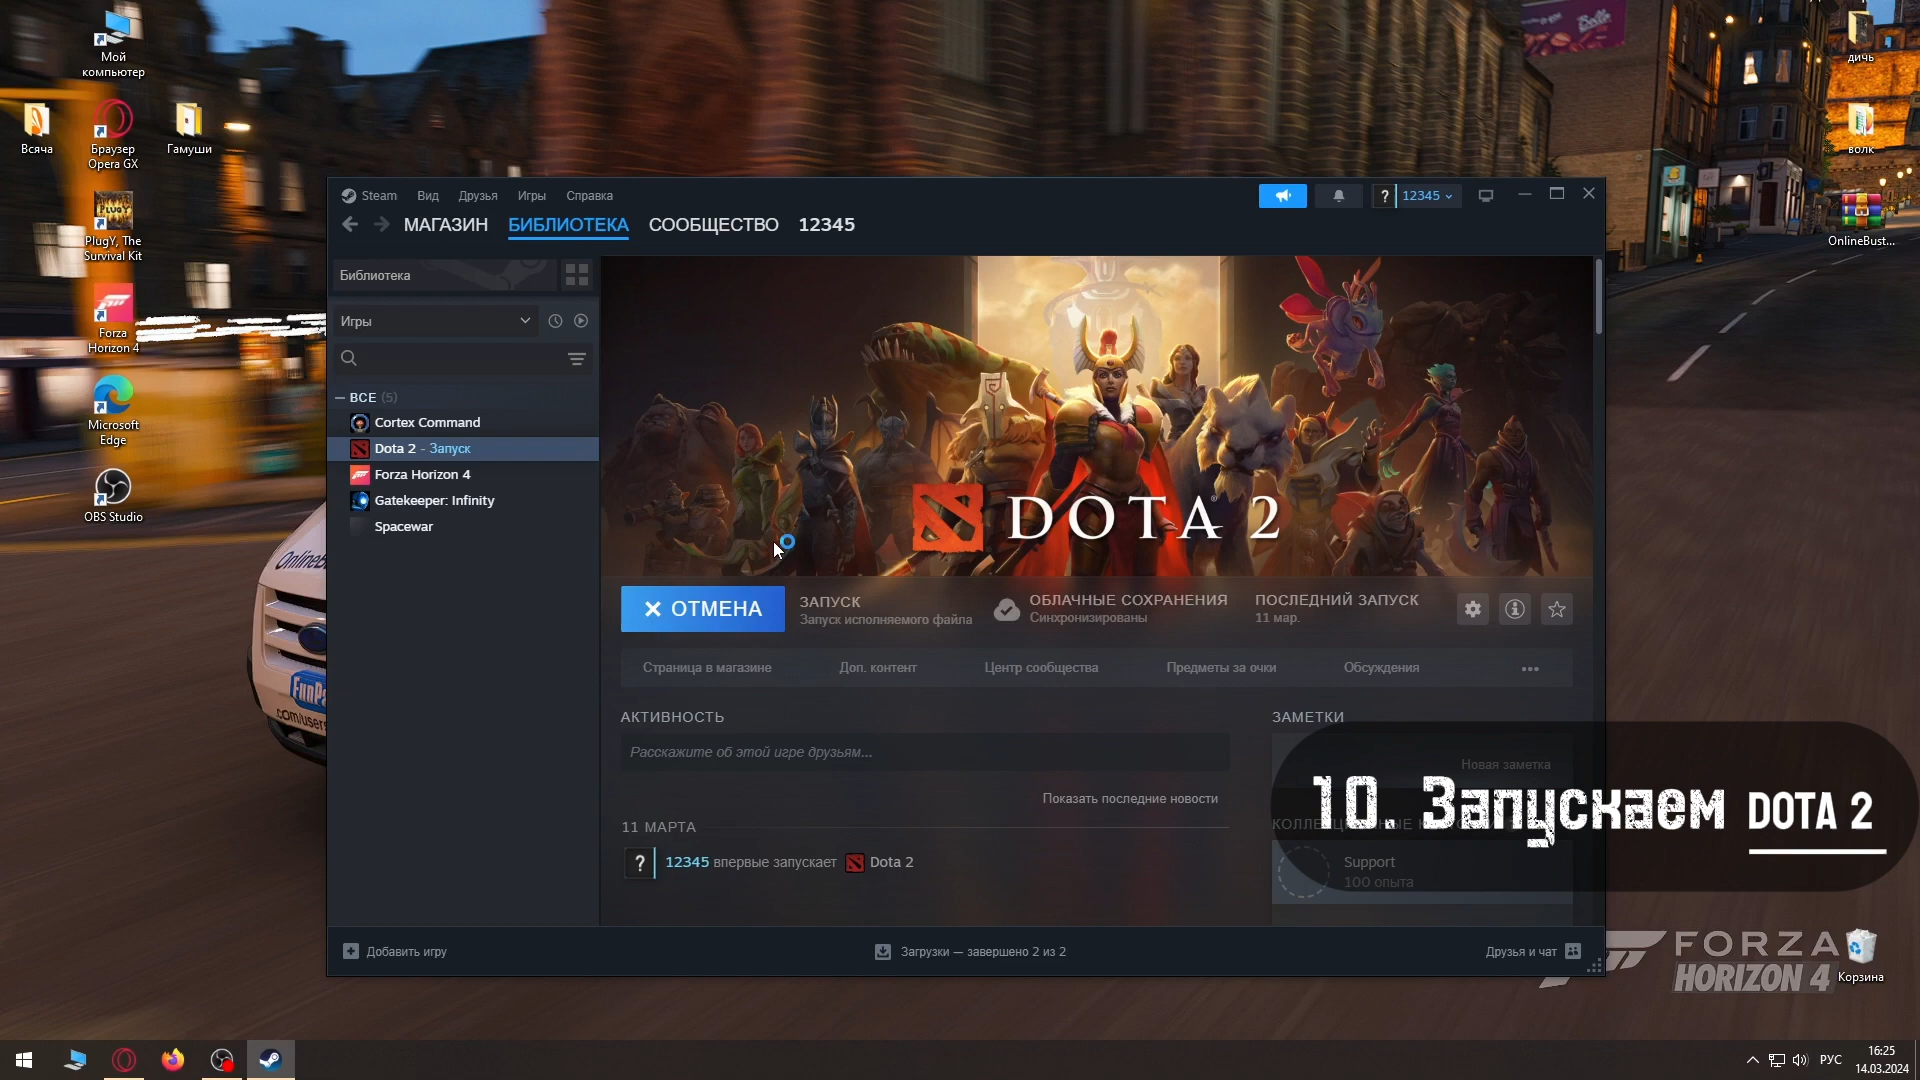 Мой
компьютер
Всяча
Браузер
Opera GX
Гамуши
PLUGY
PlugY, The
Survival Kit
Forza
Horizon 4
Microsoft
Edge
OBS Studio
дичь
волк
OnlineBust...
Steam Вид Друзья Игры Справка
? 12345
МАГАЗИН БИБЛИОТЕКА СООБЩЕСТВО 12345
Библиотека
Игры
ВСЕ (5)
Cortex Command
Dota 2 - Запуск
Forza Horizon 4
Gatekeeper: Infinity
Spacewar
DOTA 2
ОТМЕНА
ЗАПУСК
Запуск исполняемого файла
ОБЛАЧНЫЕ СОХРАНЕНИЯ
Синхронизированы
ПОСЛЕДНИЙ ЗАПУСК
11 мар.
Страница в магазине Доп. контент Центр сообщества Предметы за очки Обсуждения
АКТИВНОСТЬ
Расскажите об этой игре друзьям...
Показать последние новости
11 МАРТА
? 12345 впервые запускает Dota 2
ЗАМЕТКИ
Новая заметка
10. Запускаем DOTA 2
Support
100 опыта
Добавить игру
Загрузки — завершено 2 из 2
Друзья и чат
FORZA
HORIZON 4
Корзина
РУС
16:25
14.03.2024